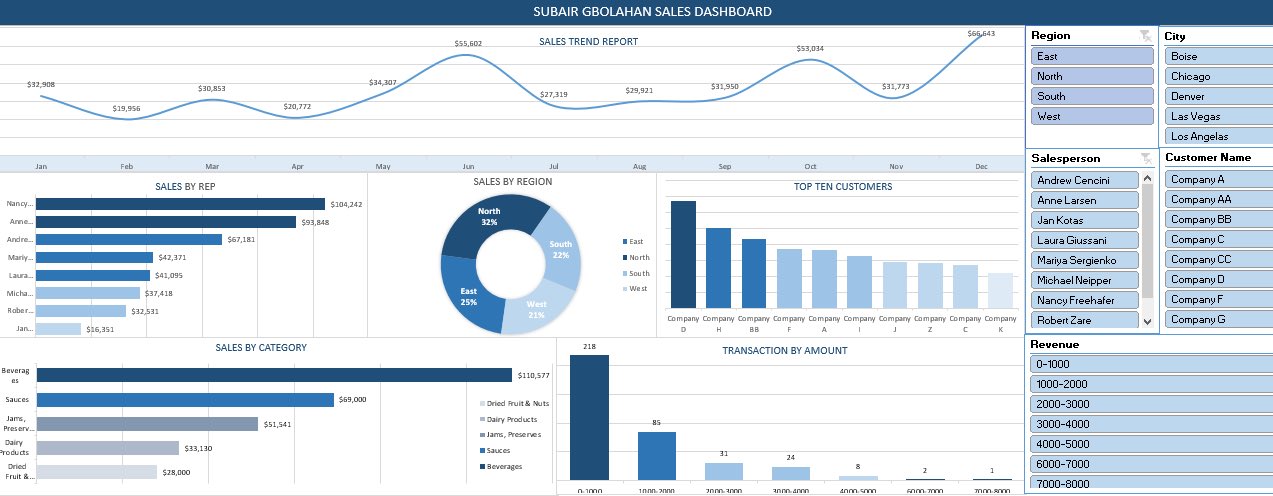 SUBAIR GBOLAHAN SALES DASHBOARD
SALES TREND REPORT
$32,908
$19,956
$30,853
$20,772
$34,307
$55,602
$27,319
$29,921
$31,950
$53,034
$31,773
$66,643
Jan Feb Mar Apr May Jun Jul Aug Sep Oct Nov Dec
Region
East
North
South
West
City
Boise
Chicago
Denver
Las Vegas
Los Angelas
SALES BY REP
Nancy... $104,242
Anne... $93,848
Andre... $67,181
Mariy... $42,371
Laura... $41,095
Micha... $37,418
Rober... $32,531
Jan... $16,351
SALES BY REGION
North
32%
South
22%
East
25%
West
21%
East
North
South
West
TOP TEN CUSTOMERS
Company Company Company Company Company Company Company Company Company Company
D H BB F A I J Z C K
Salesperson
Andrew Cencini
Anne Larsen
Jan Kotas
Laura Giussani
Mariya Sergienko
Michael Neipper
Nancy Freehafer
Robert Zare
Customer Name
Company A
Company AA
Company BB
Company C
Company CC
Company D
Company F
Company G
SALES BY CATEGORY
Beverag
es
$110,577
Sauces $69,000
Jams,
Preserv...
$51,541
Dairy
Products
$33,130
Dried
Fruit &...
$28,000
Dried Fruit & Nuts
Dairy Products
Jams, Preserves
Sauces
Beverages
TRANSACTION BY AMOUNT
218
85
31
24
8
2
1
0-1000 1000-2000 2000-3000 3000-4000 4000-5000 6000-7000 7000-8000
Revenue
0-1000
1000-2000
2000-3000
3000-4000
4000-5000
6000-7000
7000-8000